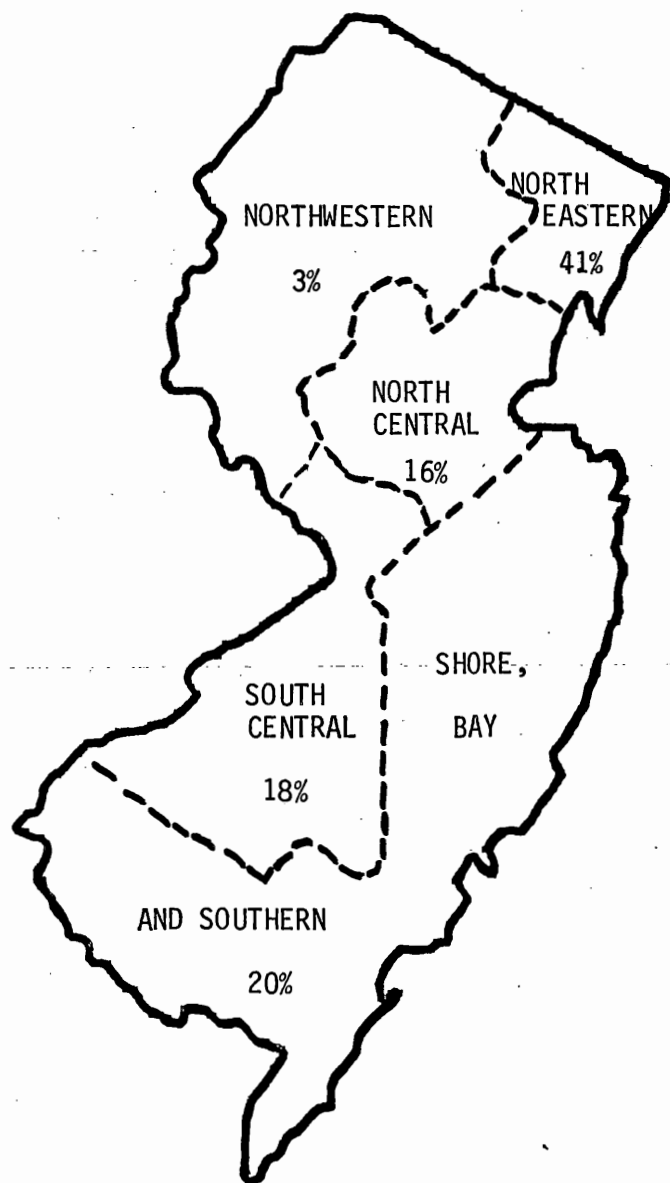 NORTH
EASTERN
41%
NORTHWESTERN
3%
NORTH
CENTRAL
16%
SHORE,
BAY
SOUTH
CENTRAL
18%
AND SOUTHERN
20%